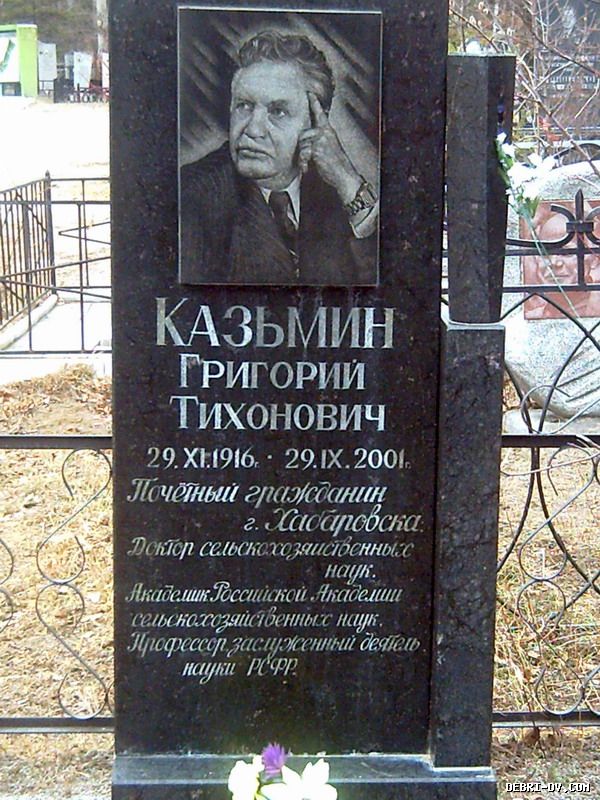 КАЗЬМИН
ГРИГОРИЙ
ТИХОНОВИЧ
29.XI.1916г. · 29.IX.2001г.
Почётный гражданин
г. Хабаровска.
Доктор сельскохозяйственных
наук.
Академик Российской Академии
сельскохозяйственных наук.
Профессор, заслуженный деятель
науки РСФР.
DEBRI-DV.COM